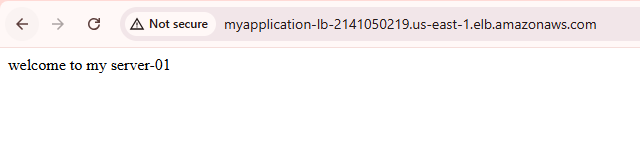 Not secure myapplication-lb-2141050219.us-east-1.elb.amazonaws.com
welcome to my server-01